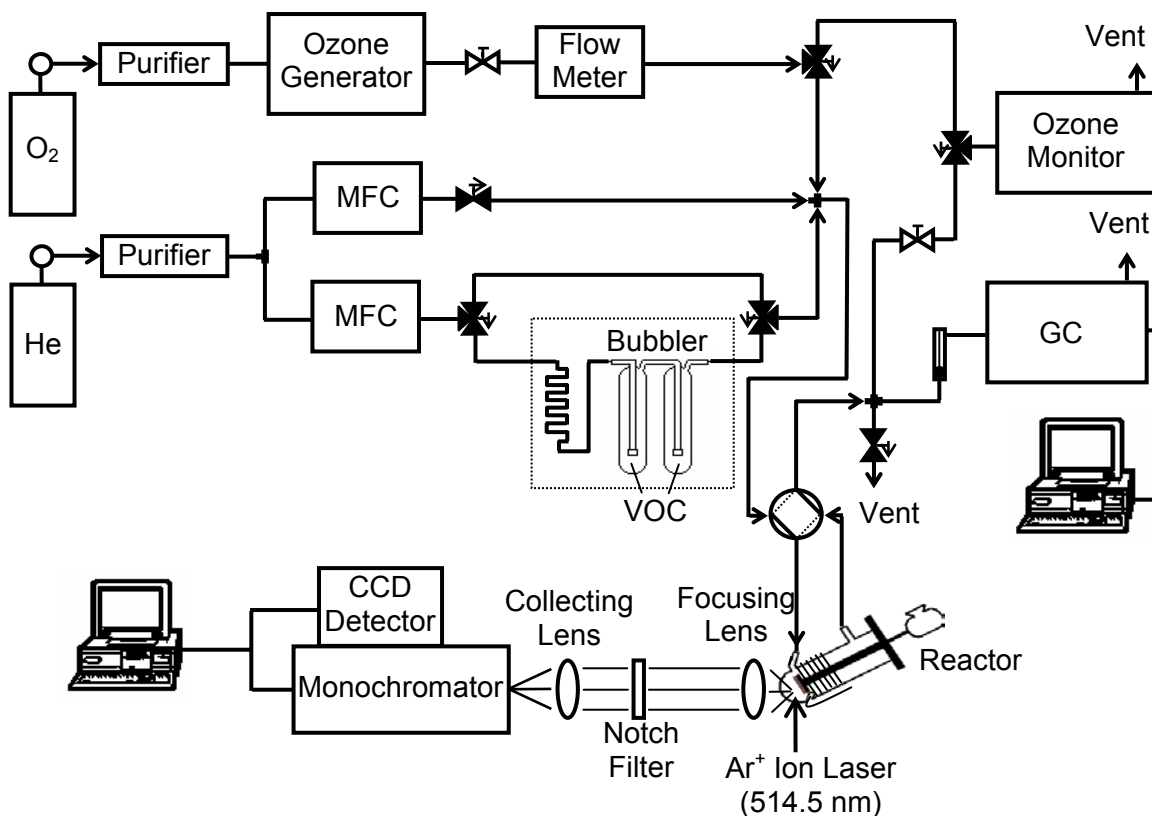 O₂
Purifier
Ozone
Generator
Flow
Meter
Vent
Ozone
Monitor
MFC
Vent
He
Purifier
MFC
Bubbler
VOC
GC
Vent
CCD
Detector
Monochromator
Collecting
Lens
Notch
Filter
Focusing
Lens
Reactor
Ar⁺ Ion Laser
(514.5 nm)